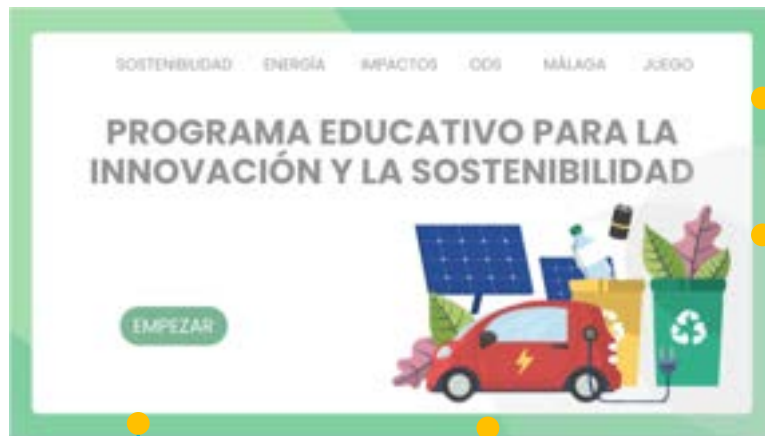 SOSTENIBILIDAD ENERGÍA IMPACTOS ODS MÁLAGA JUEGO
PROGRAMA EDUCATIVO PARA LA
INNOVACIÓN Y LA SOSTENIBILIDAD
EMPEZAR